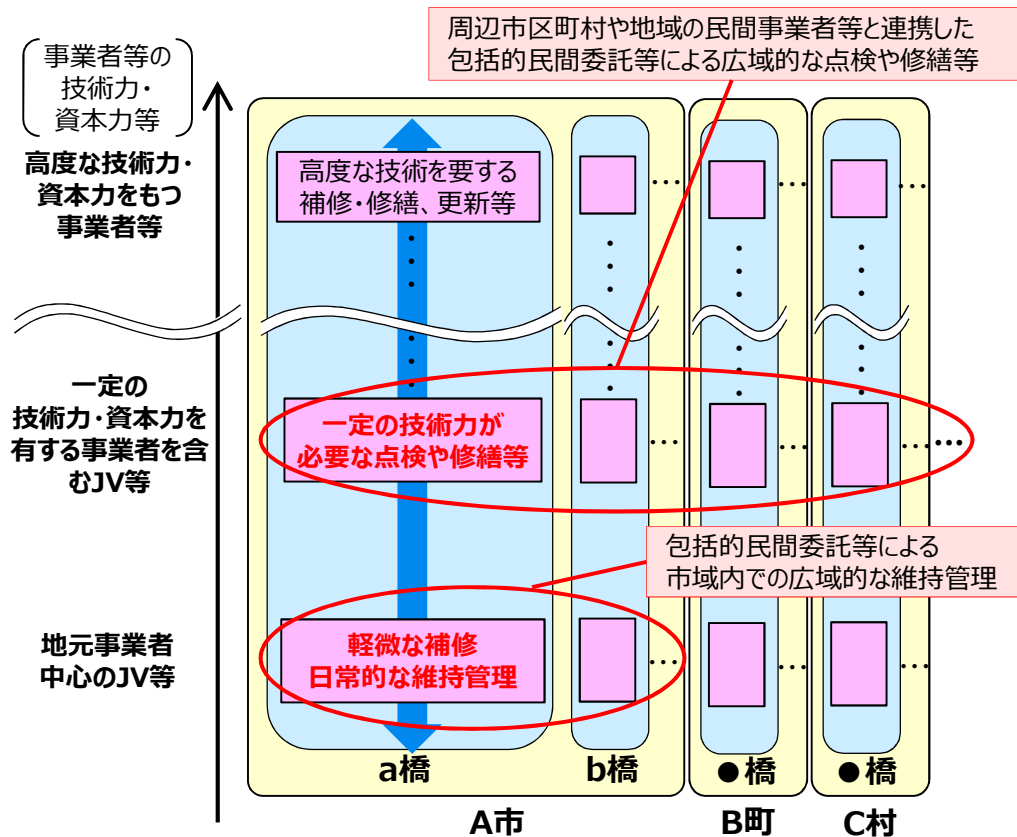 周辺市区町村や地域の民間事業者等と連携した
包括的民間委託等による広域的な点検や修繕等
事業者等の
技術力・
資本力等
高度な技術力・
資本力をもつ
事業者等
高度な技術を要する
補修・修繕、更新等
…
…
…
一定の
技術力・資本力を
有する事業者を含
むJV等
一定の技術力が
必要な点検や修繕等
…
…
…
…
包括的民間委託等による
市域内での広域的な維持管理
地元事業者
中心のJV等
軽微な補修
日常的な維持管理
…
…
…
a橋
b橋
●橋
●橋
A市
B町
C村